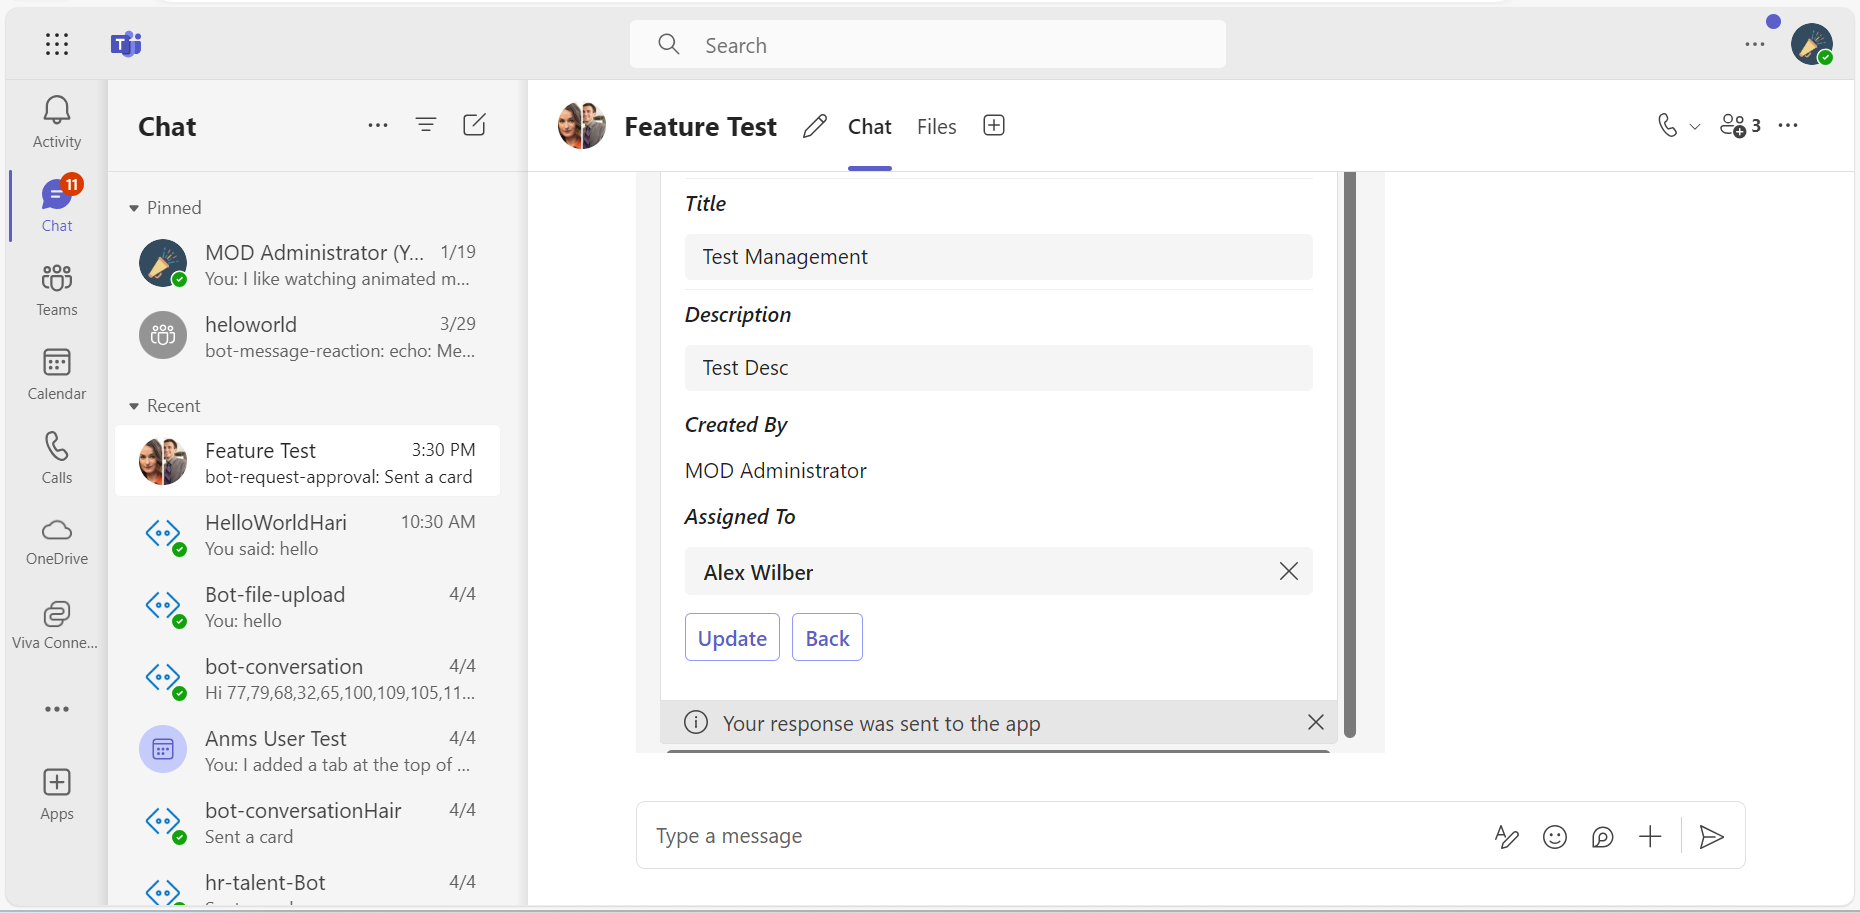 Search
Activity
11
Chat
Teams
Calendar
Calls
OneDrive
Viva Conne...
Apps
Chat
Pinned
MOD Administrator (Y... 1/19
You: I like watching animated m...
heloworld 3/29
bot-message-reaction: echo: Me...
Recent
Feature Test 3:30 PM
bot-request-approval: Sent a card
HelloWorldHari 10:30 AM
You said: hello
Bot-file-upload 4/4
You: hello
bot-conversation 4/4
Hi 77,79,68,32,65,100,109,105,11...
Anms User Test 4/4
You: I added a tab at the top of ...
bot-conversationHair 4/4
Sent a card
hr-talent-Bot 4/4
Feature Test Chat Files 3
Title
Test Management
Description
Test Desc
Created By
MOD Administrator
Assigned To
Alex Wilber
Update Back
Your response was sent to the app
Type a message